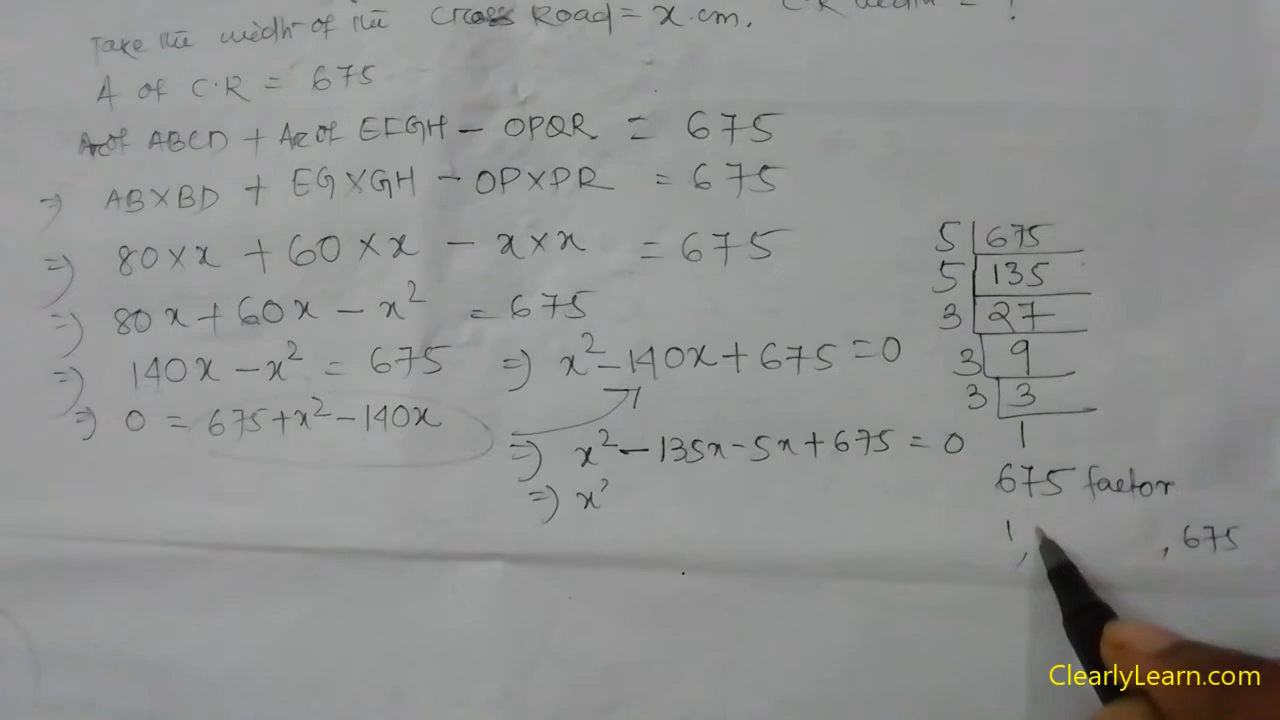 Take the width of the Cross Road = x.cm. C.R width = ?
A of C.R = 675
Ar of ABCD + Ar of EFGH - OPQR = 675
=> AB×BD + EG×GH - OP×PR = 675
=> 80×x + 60×x - x×x = 675
=> 80x + 60x - x² = 675
=> 140x - x² = 675 => x² - 140x + 675 = 0
=> 0 = 675 + x² - 140x
=> x² - 135x - 5x + 675 = 0
=> x²
5 | 675
5 | 135
3 | 27
3 | 9
3 | 3
1
675 factor
1, , 675
ClearlyLearn.com